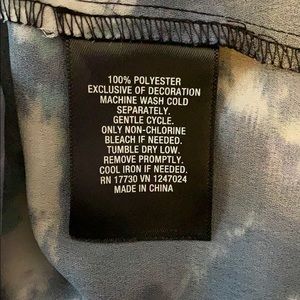 100% POLYESTER
EXCLUSIVE OF DECORATION
MACHINE WASH COLD
SEPARATELY.
GENTLE CYCLE.
ONLY NON-CHLORINE
BLEACH IF NEEDED.
TUMBLE DRY LOW.
REMOVE PROMPTLY.
COOL IRON IF NEEDED.
RN 17730 VN 1247024
MADE IN CHINA